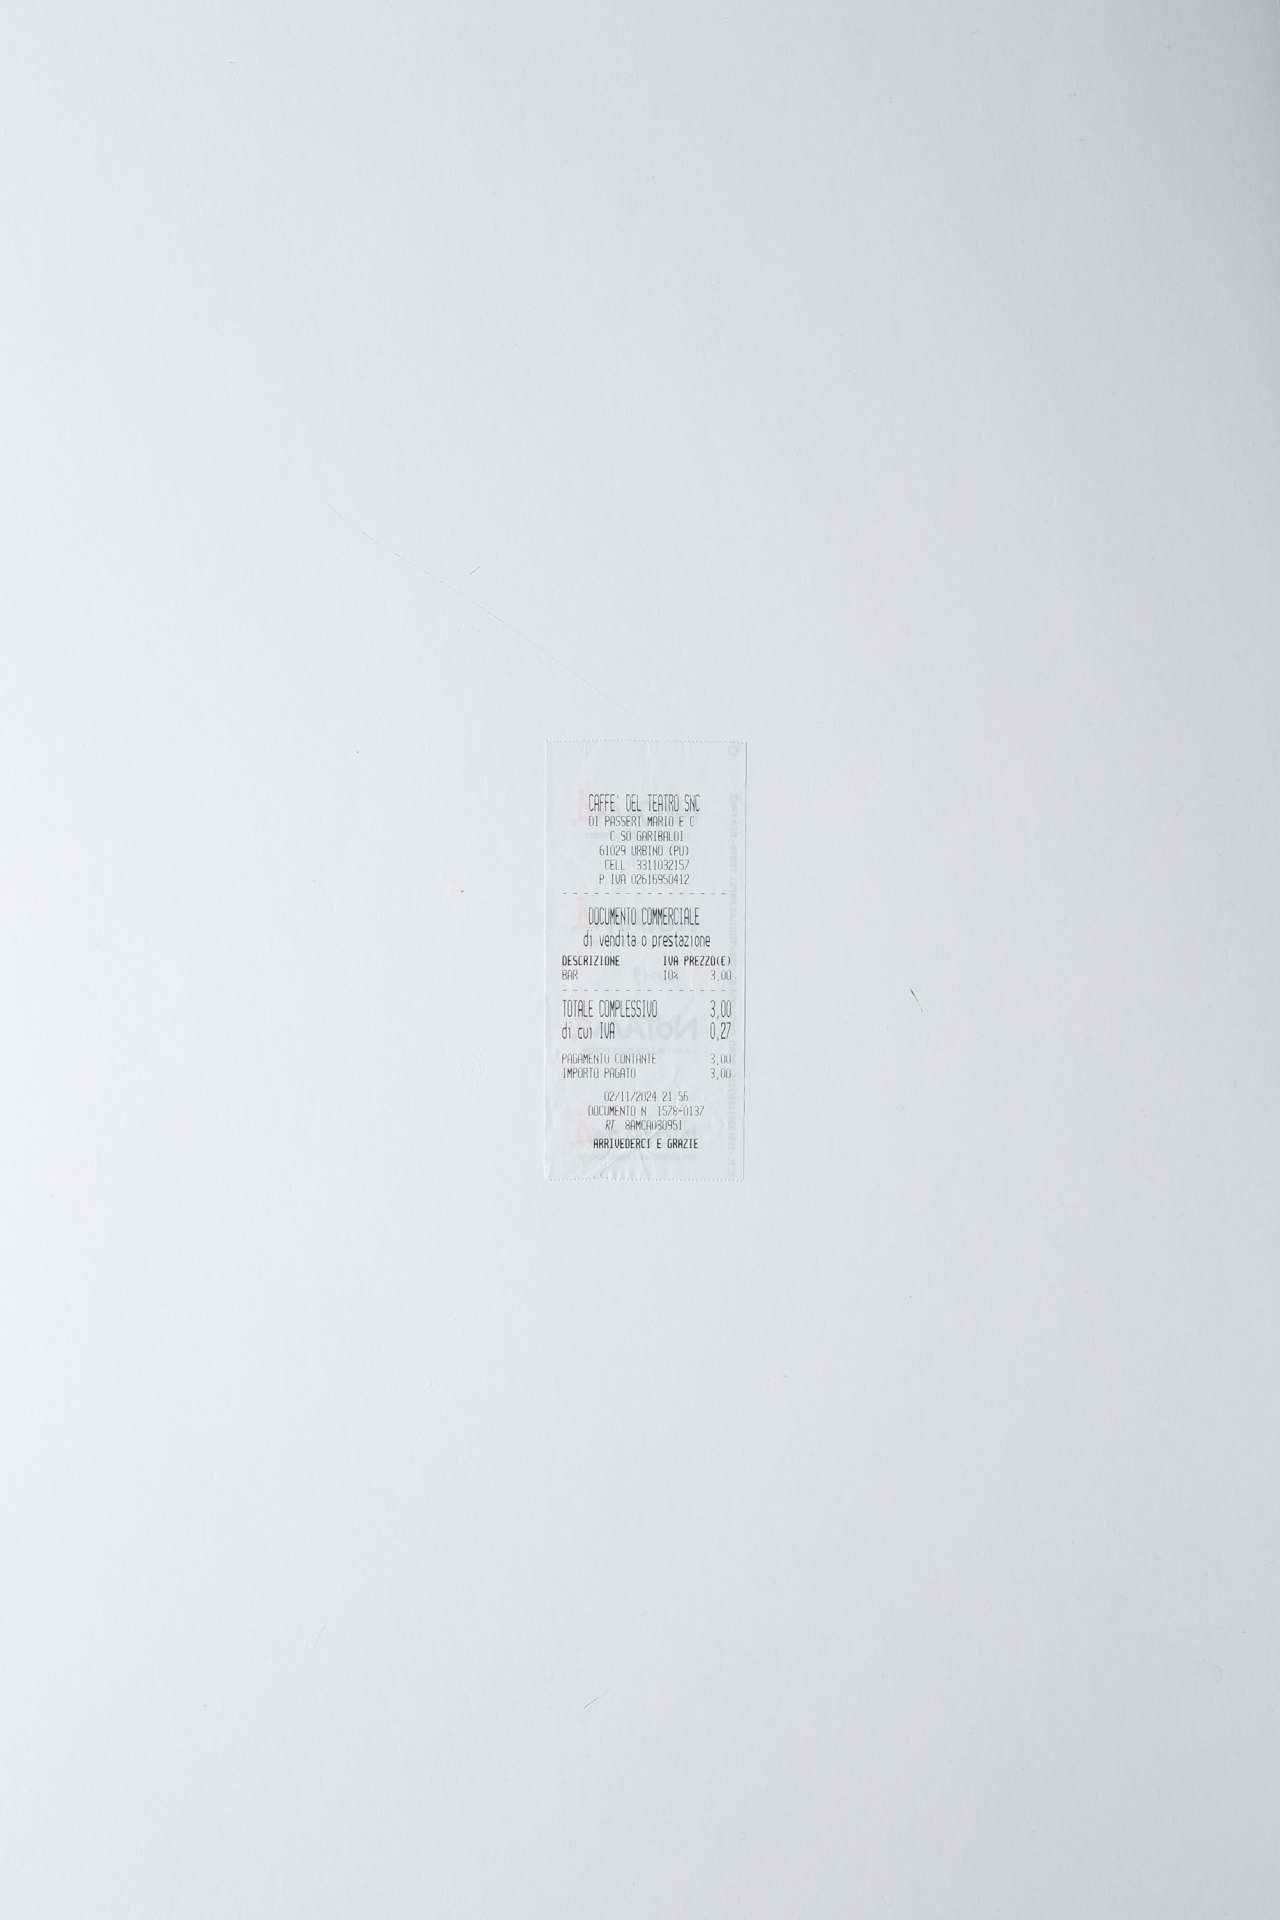 CAFFE' DEL TEATRO SNC
DI PASSERI MARIO E C
C SO GARIBALDI
61029 URBINO (PU)
CELL 3311032157
P IVA 02616950412
DOCUMENTO COMMERCIALE
di vendita o prestazione
DESCRIZIONE IVA PREZZO(E)
BAR 10% 3,00
TOTALE COMPLESSIVO 3,00
di cui IVA 0,27
PAGAMENTO CONTANTE 3,00
IMPORTO PAGATO 3,00
02/11/2024 21:56
DOCUMENTO N 1578-0137
RT 8AMCA030951
ARRIVEDERCI E GRAZIE